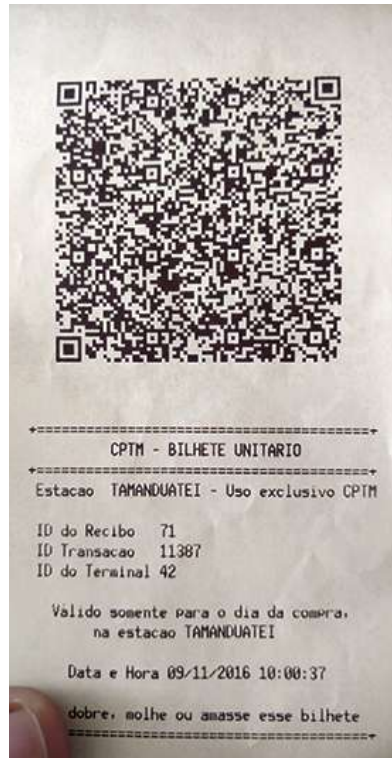 CPTM - BILHETE UNITARIO
Estacao TAMANDUATEI - Uso exclusivo CPTM
ID do Recibo 71
ID Transacao 11387
ID do Terminal 42
Válido somente para o dia da compra,
na estacao TAMANDUATEI
Data e Hora 09/11/2016 10:00:37
dobre, molhe ou amasse esse bilhete